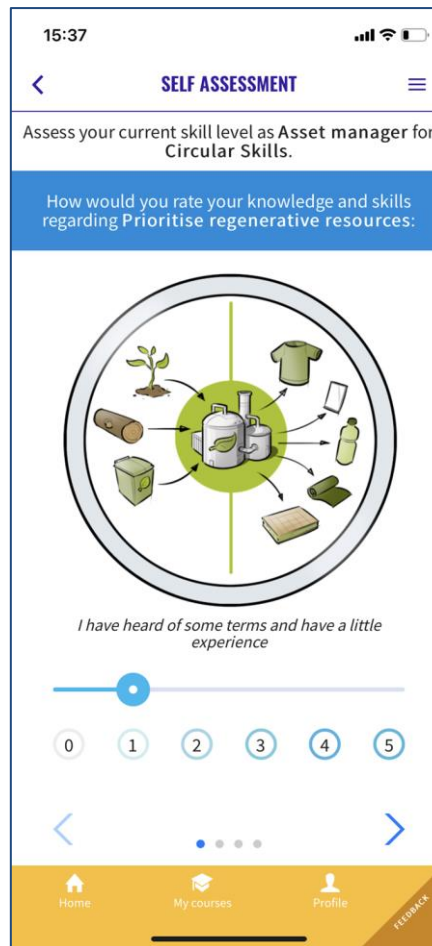 15:37
SELF ASSESSMENT
Assess your current skill level as Asset manager for
Circular Skills.
How would you rate your knowledge and skills
regarding Prioritise regenerative resources:
I have heard of some terms and have a little
experience
0 1 2 3 4 5
Home My courses Profile
FEEDBACK